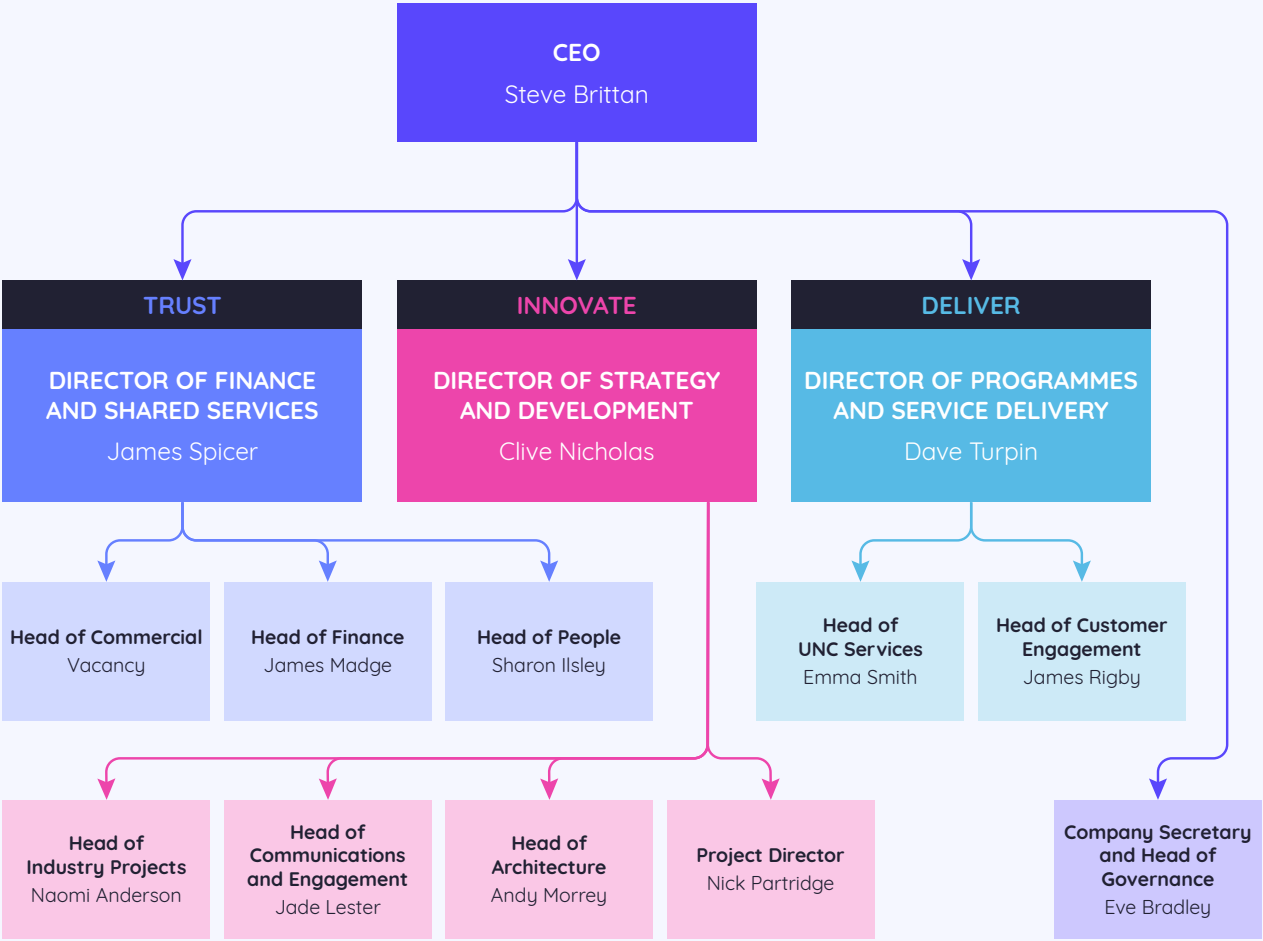 CEO
Steve Brittan
TRUST
DIRECTOR OF FINANCE
AND SHARED SERVICES
James Spicer
INNOVATE
DIRECTOR OF STRATEGY
AND DEVELOPMENT
Clive Nicholas
DELIVER
DIRECTOR OF PROGRAMMES
AND SERVICE DELIVERY
Dave Turpin
Head of Commercial
Vacancy
Head of Finance
James Madge
Head of People
Sharon Ilsley
Head of
UNC Services
Emma Smith
Head of Customer
Engagement
James Rigby
Head of
Industry Projects
Naomi Anderson
Head of
Communications
and Engagement
Jade Lester
Head of
Architecture
Andy Morrey
Project Director
Nick Partridge
Company Secretary
and Head of
Governance
Eve Bradley